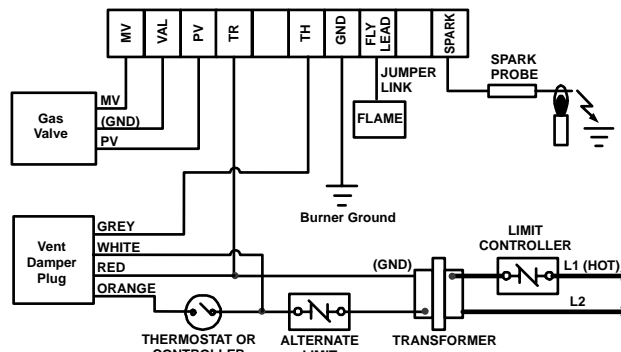 MV
VAL
PV
TR
TH
GND
FLY
LEAD
SPARK
SPARK
PROBE
JUMPER
LINK
FLAME
Gas
Valve
MV
(GND)
PV
Burner Ground
Vent
Damper
Plug
GREY
WHITE
RED
ORANGE
(GND)
LIMIT
CONTROLLER
L1 (HOT)
L2
THERMOSTAT OR
CONTROLLER
ALTERNATE
LIMIT
TRANSFORMER